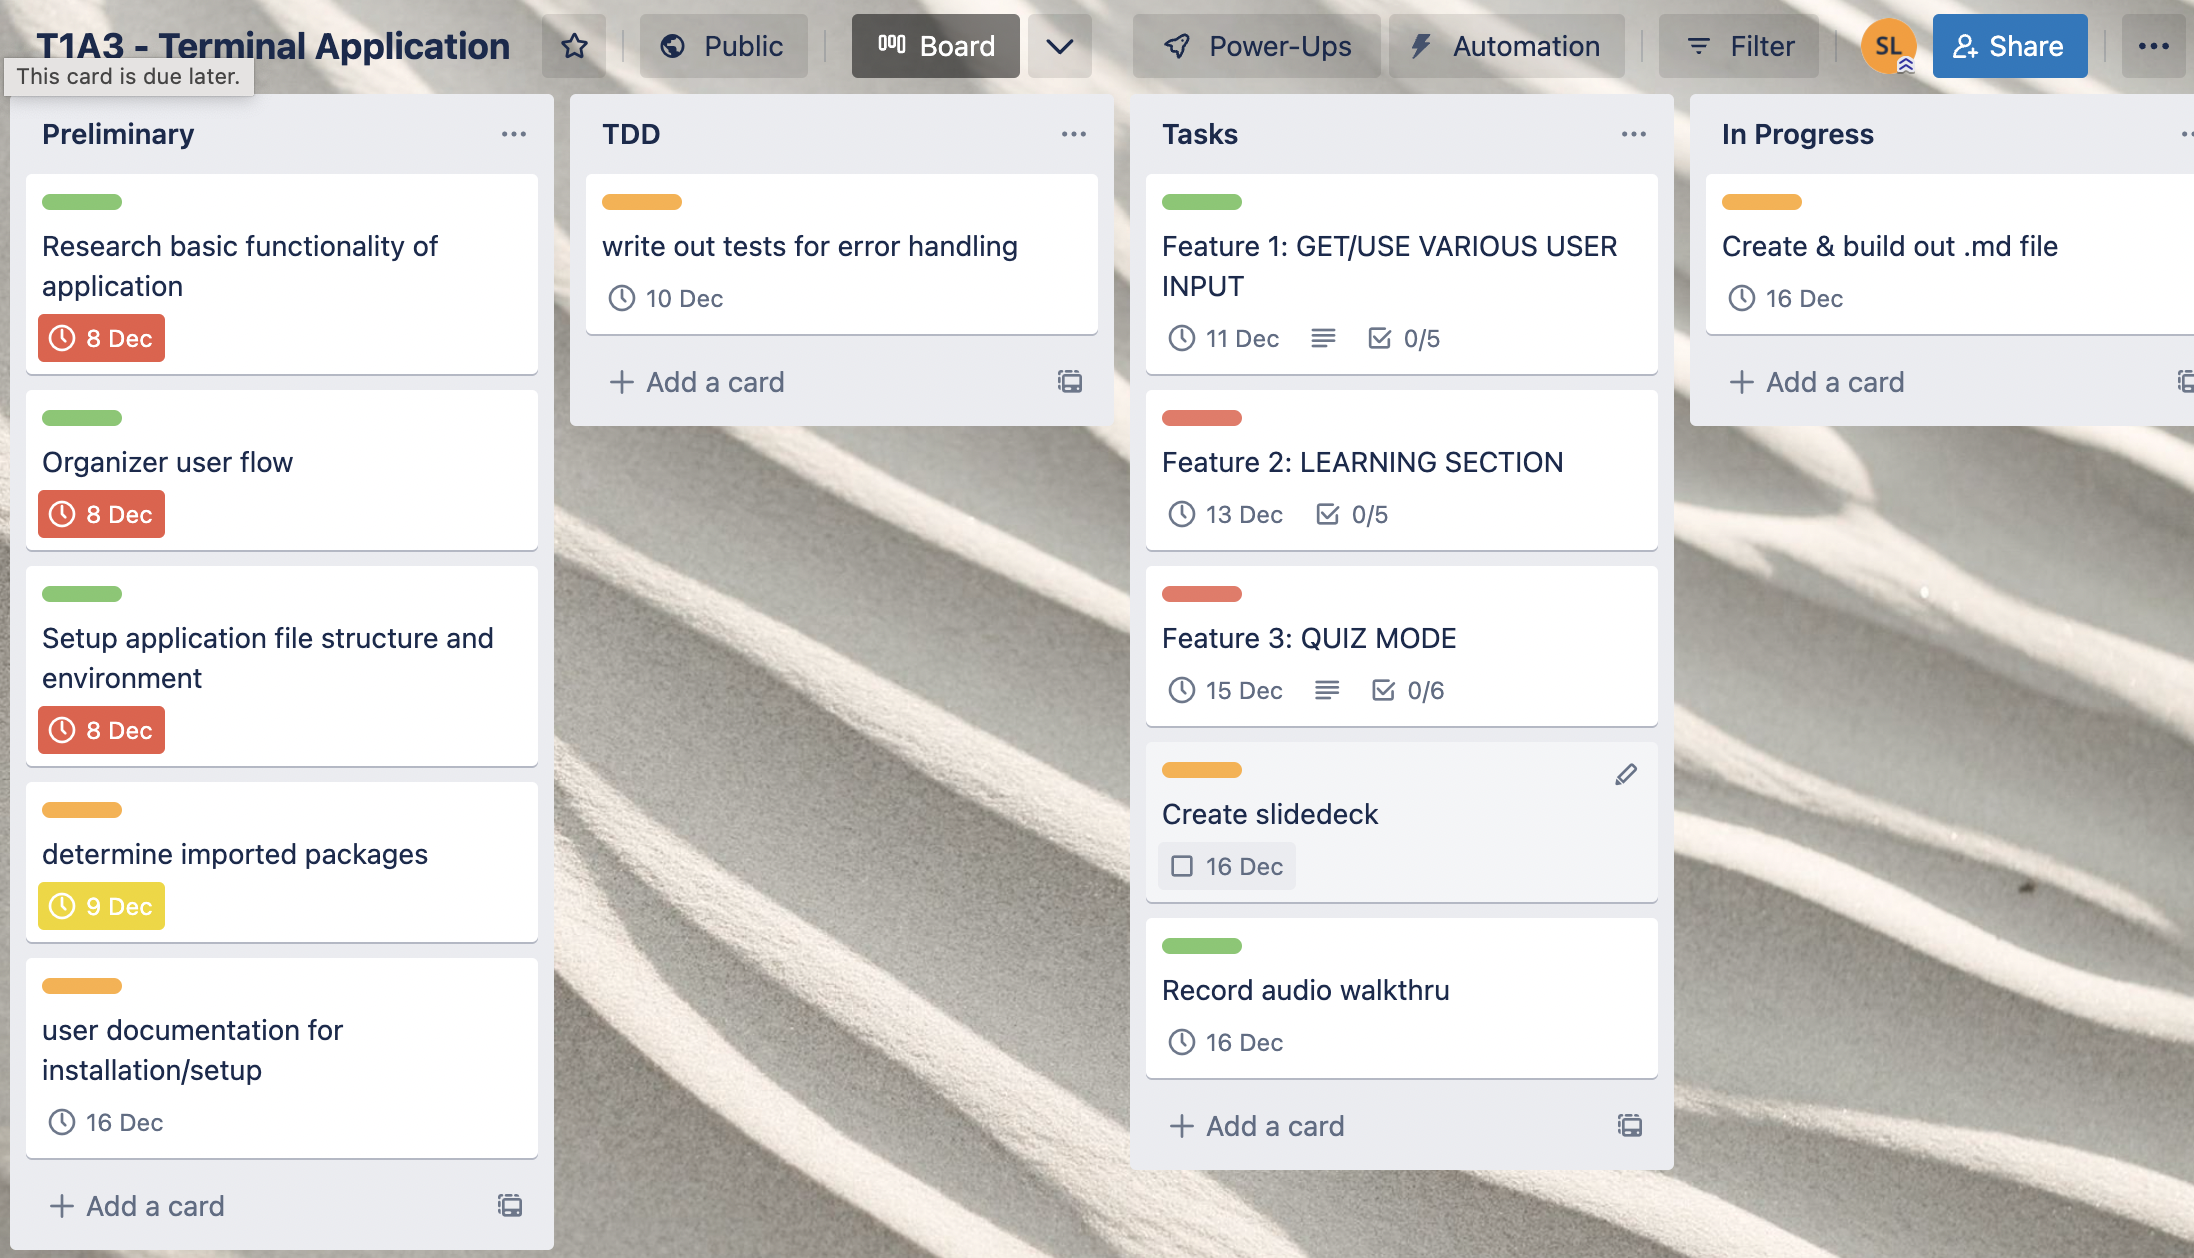 T1A3 - Terminal Application
Public
Board
Power-Ups
Automation
Filter
SL
Share
This card is due later.
Preliminary
Research basic functionality of
application
8 Dec
Organizer user flow
8 Dec
Setup application file structure and
environment
8 Dec
determine imported packages
9 Dec
user documentation for
installation/setup
16 Dec
Add a card
TDD
write out tests for error handling
10 Dec
Add a card
Tasks
Feature 1: GET/USE VARIOUS USER
INPUT
11 Dec 0/5
Feature 2: LEARNING SECTION
13 Dec 0/5
Feature 3: QUIZ MODE
15 Dec 0/6
Create slidedeck
16 Dec
Record audio walkthru
16 Dec
Add a card
In Progress
Create & build out .md file
16 Dec
Add a card